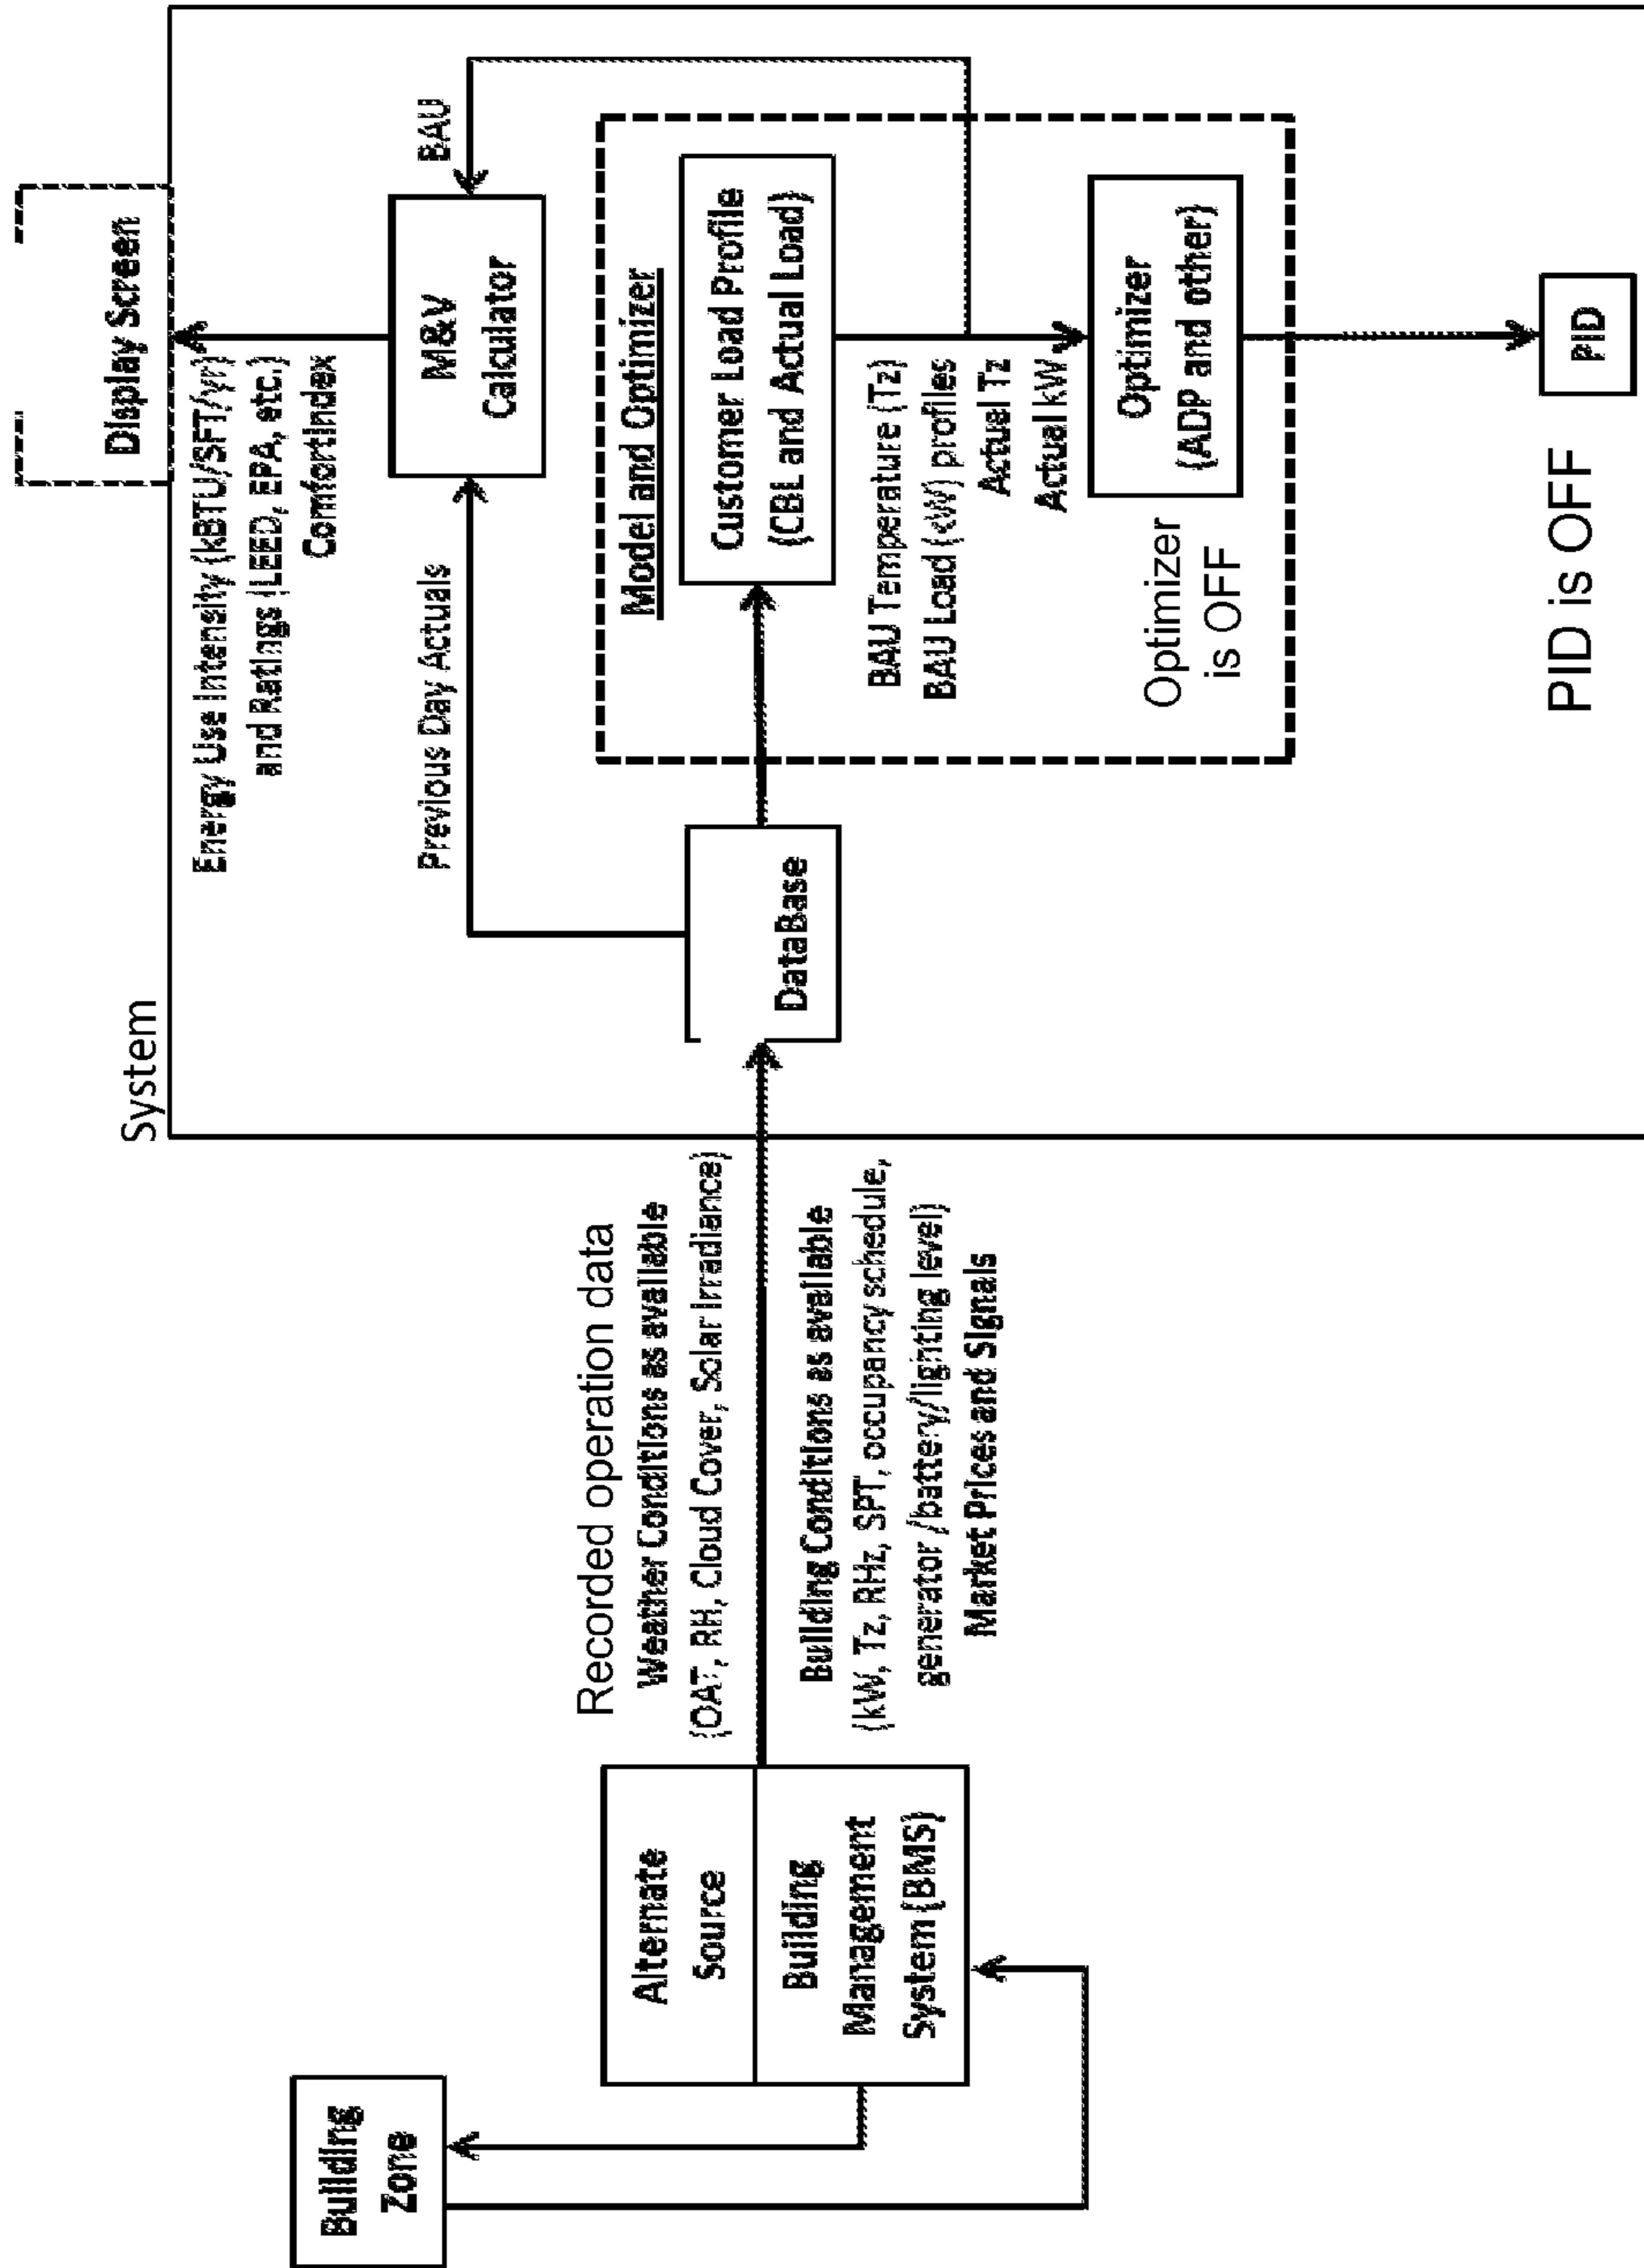 System
Display Screen
Energy Use Intensity (kBTU/SFT/yr)
and Ratings (LEED, EPA, etc.)
ComfortIndex
Previous Day Actuals
M&V
Calculator
BAU
Building
Zone
Recorded operation data
Weather Conditions as available
(OAT, RH, Cloud Cover, Solar Irradiance)
Building Conditions as available
(kW, Tz, RHz, SPT, occupancy schedule,
generator /battery/lighting level)
Market Prices and Signals
Alternate
Source
Building
Management
System (BMS)
DataBase
Model and Optimizer
Customer Load Profile
(CBL and Actual Load)
BAU Temperature (Tz)
BAU Load (kW) profiles
Actuel Tz
Actual kW
Optimizer
(ADP and other)
Optimizer
is OFF
PID is OFF
PID